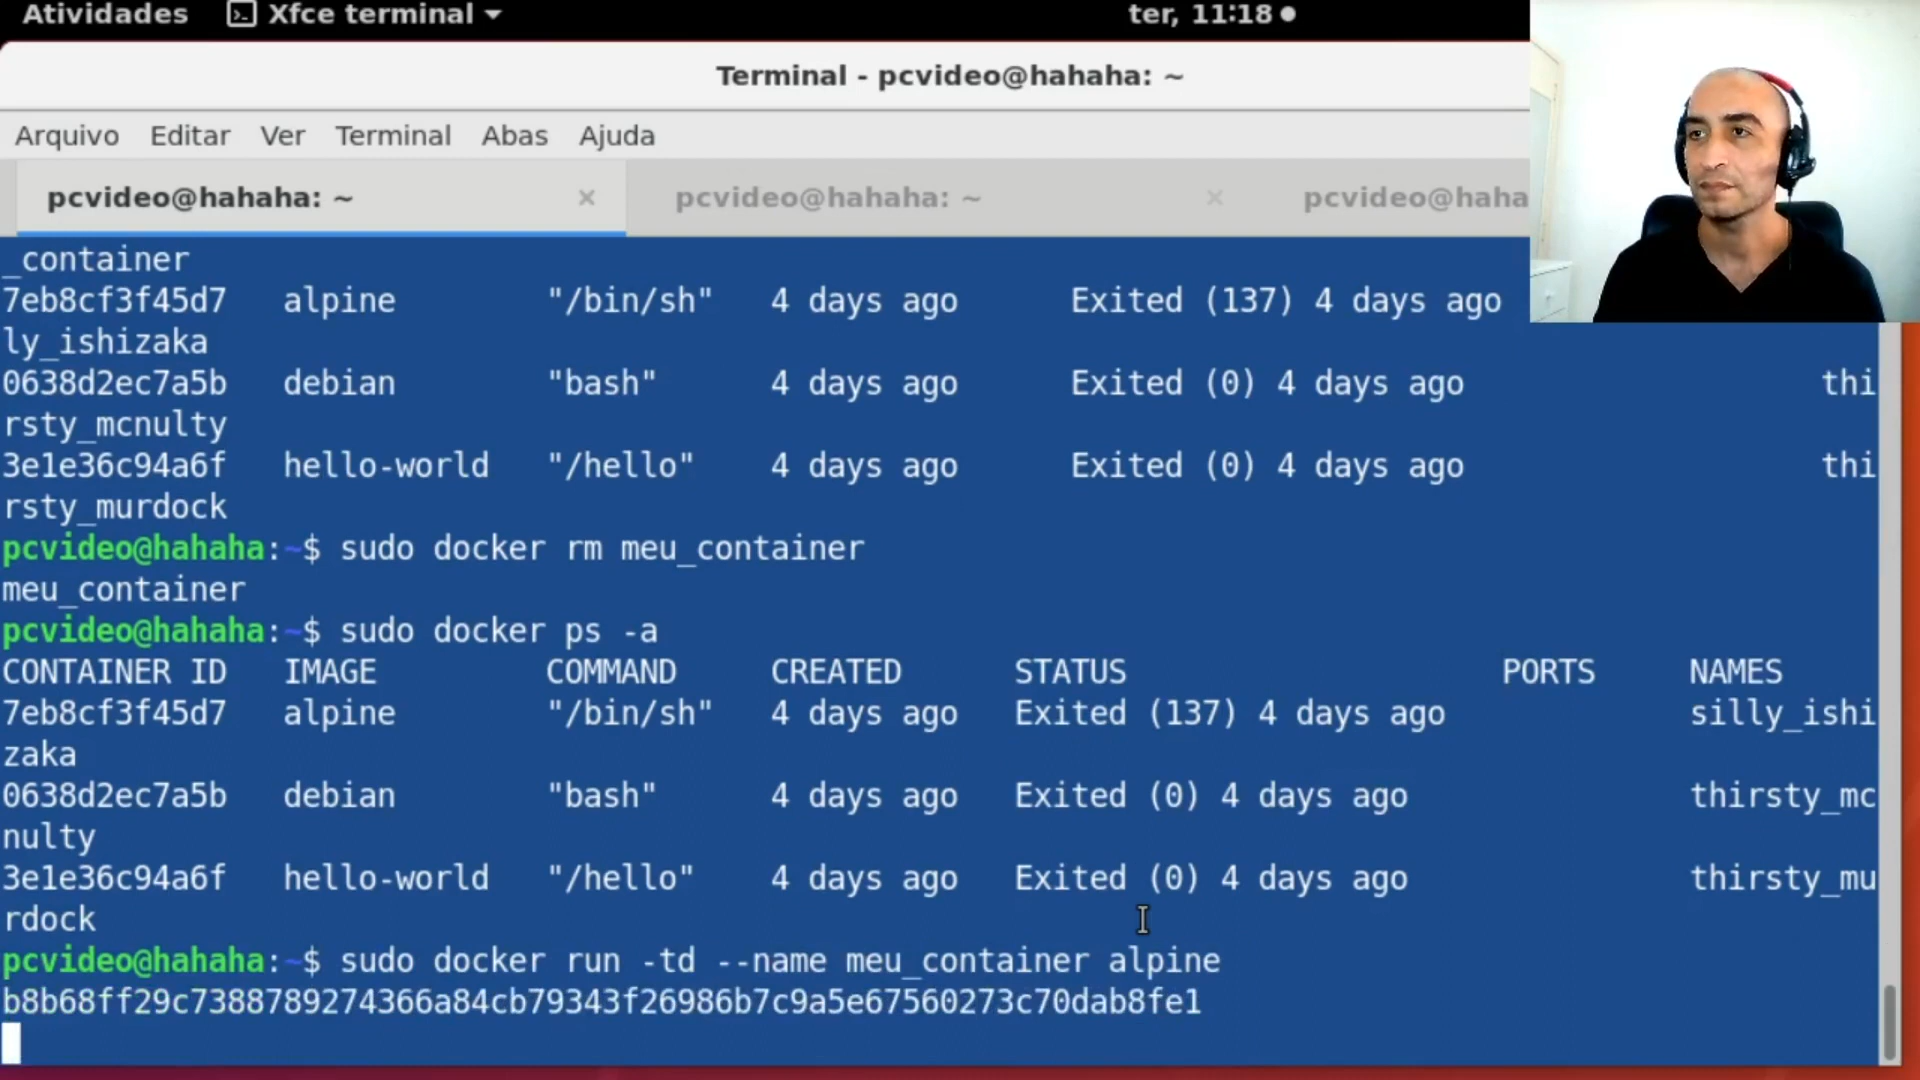 Atividades Xfce terminal ter, 11:18
Terminal - pcvideo@hahaha: ~
Arquivo Editar Ver Terminal Abas Ajuda
pcvideo@hahaha: ~ × pcvideo@hahaha: ~ × pcvideo@haha
_container
7eb8cf3f45d7 alpine "/bin/sh" 4 days ago Exited (137) 4 days ago
ly_ishizaka
0638d2ec7a5b debian "bash" 4 days ago Exited (0) 4 days ago thi
rsty_mcnulty
3e1e36c94a6f hello-world "/hello" 4 days ago Exited (0) 4 days ago thi
rsty_murdock
pcvideo@hahaha:~$ sudo docker rm meu_container
meu_container
pcvideo@hahaha:~$ sudo docker ps -a
CONTAINER ID IMAGE COMMAND CREATED STATUS PORTS NAMES
7eb8cf3f45d7 alpine "/bin/sh" 4 days ago Exited (137) 4 days ago silly_ishi
zaka
0638d2ec7a5b debian "bash" 4 days ago Exited (0) 4 days ago thirsty_mc
nulty
3e1e36c94a6f hello-world "/hello" 4 days ago Exited (0) 4 days ago thirsty_mu
rdock
pcvideo@hahaha:~$ sudo docker run -td --name meu_container alpine
b8b68ff29c7388789274366a84cb79343f26986b7c9a5e67560273c70dab8fe1